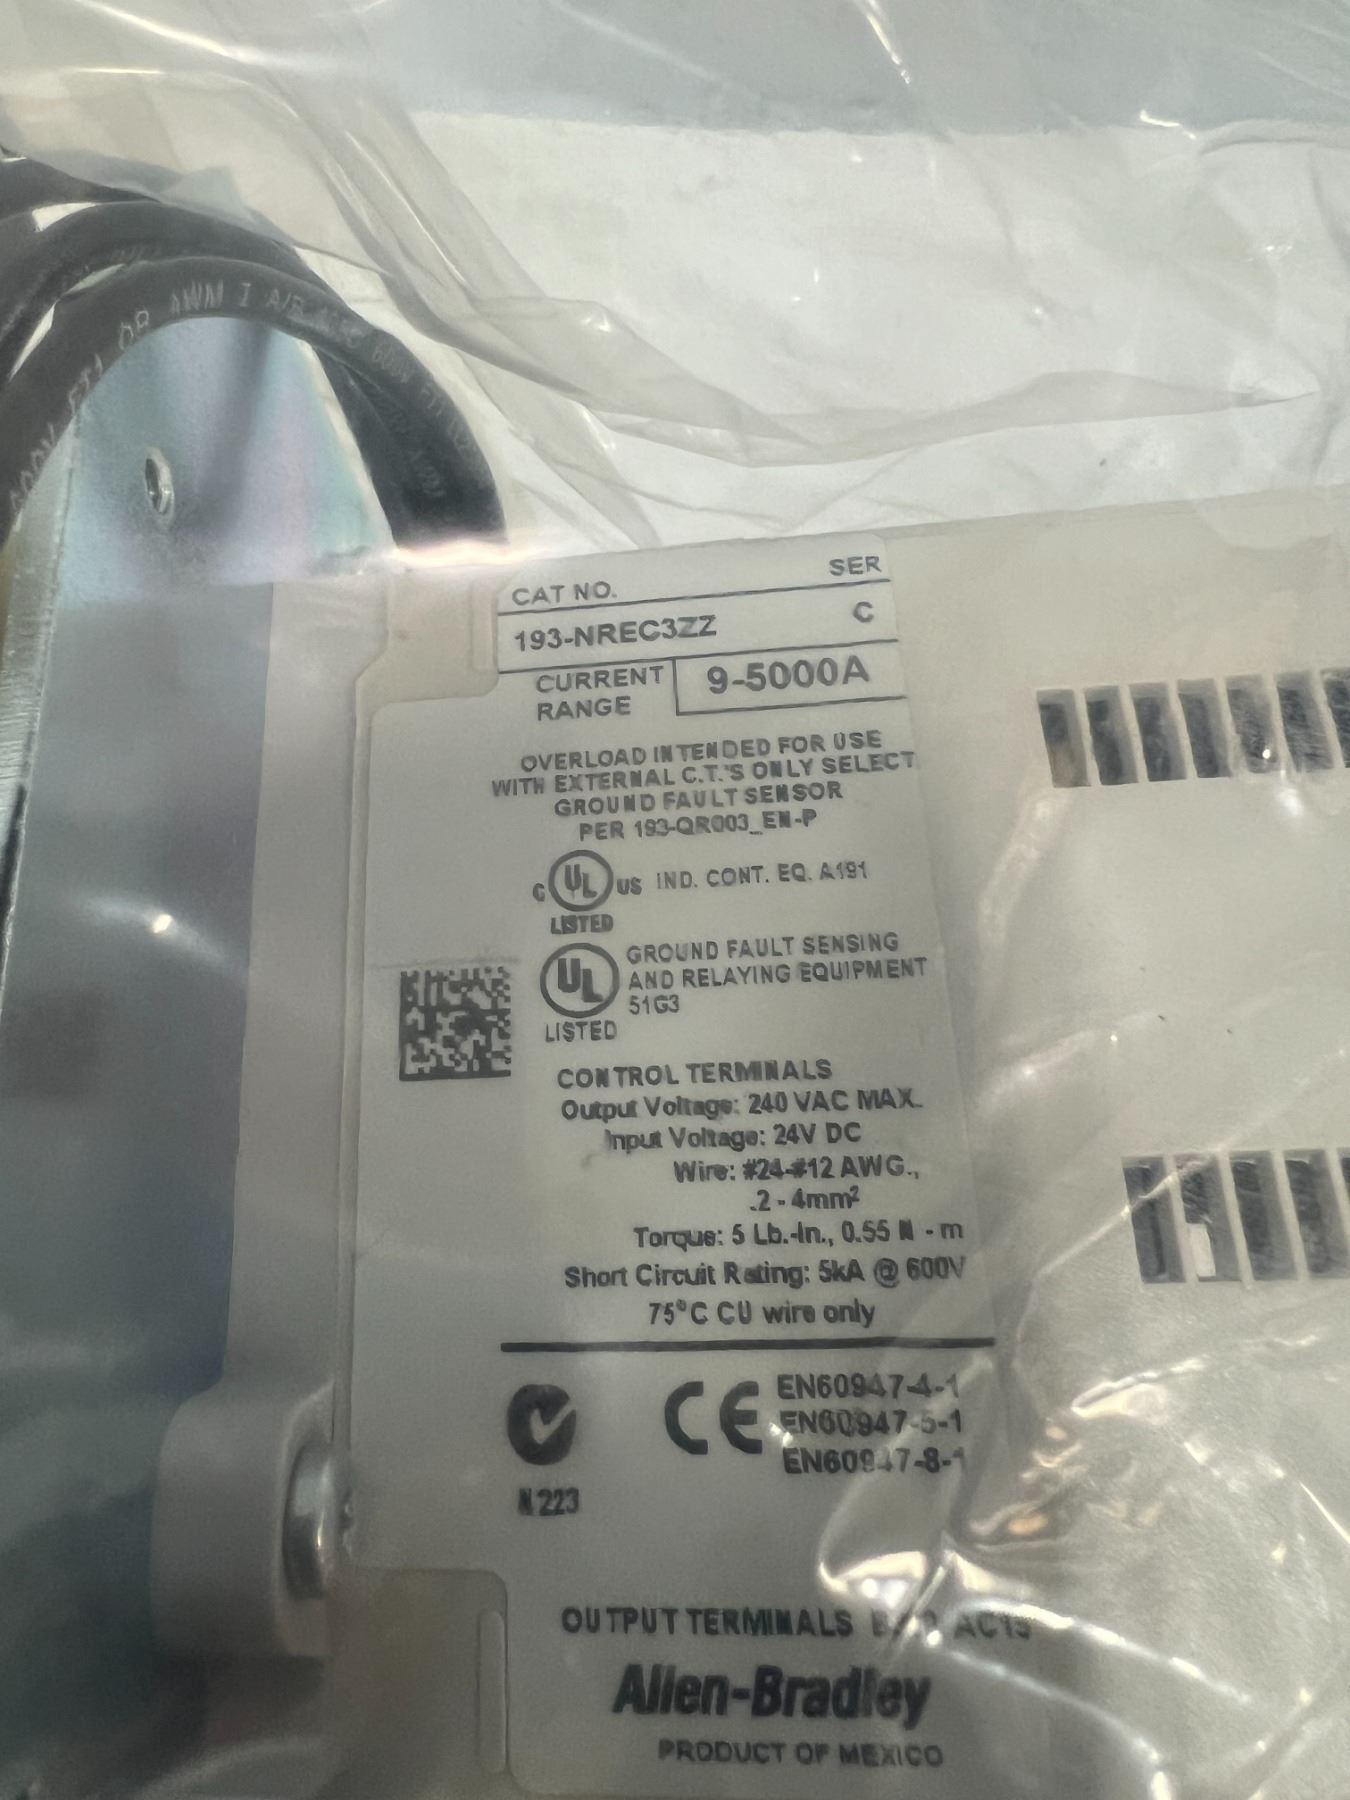 AWM I A/B
CAT NO. SER
193-NREC3ZZ C
CURRENT RANGE 9-5000A
OVERLOAD INTENDED FOR USE
WITH EXTERNAL C.T.'S ONLY SELECT
GROUND FAULT SENSOR
PER 193-QR003_EN-P
C UL US IND. CONT. EQ. A191
LISTED
UL GROUND FAULT SENSING
AND RELAYING EQUIPMENT
51G3
LISTED
CONTROL TERMINALS
Output Voltage: 240 VAC MAX.
Input Voltage: 24V DC
Wire: #24-#12 AWG.,
.2 - 4mm²
Torque: 5 Lb.-In., 0.55 N - m
Short Circuit Rating: 5kA @ 600V
75°C CU wire only
CE EN60947-4-1
EN60947-5-1
EN60947-8-1
N223
OUTPUT TERMINALS AC15
Allen-Bradley
PRODUCT OF MEXICO